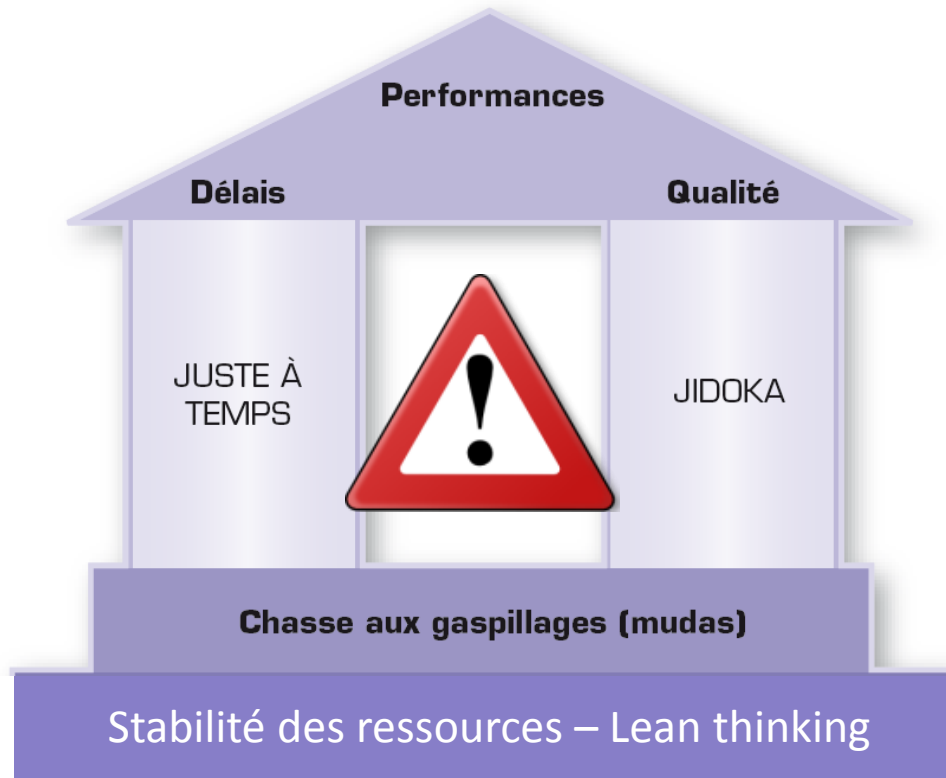 Performances
Délais
Qualité
JUSTE À
TEMPS
JIDOKA
Chasse aux gaspillages (mudas)
Stabilité des ressources – Lean thinking